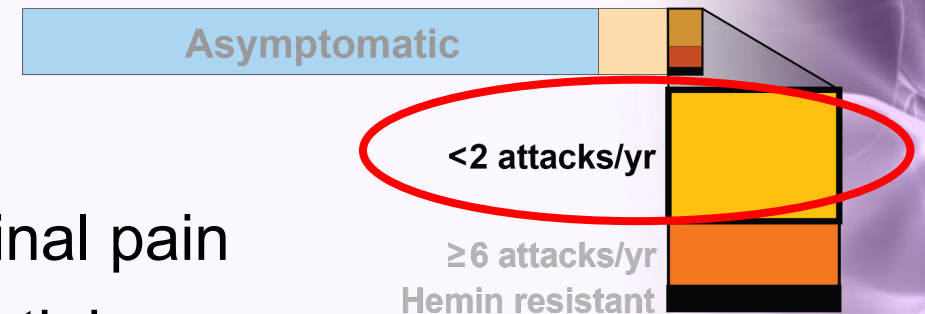 Asymptomatic
<2 attacks/yr
inal pain
≥6 attacks/yr
Hemin resistant